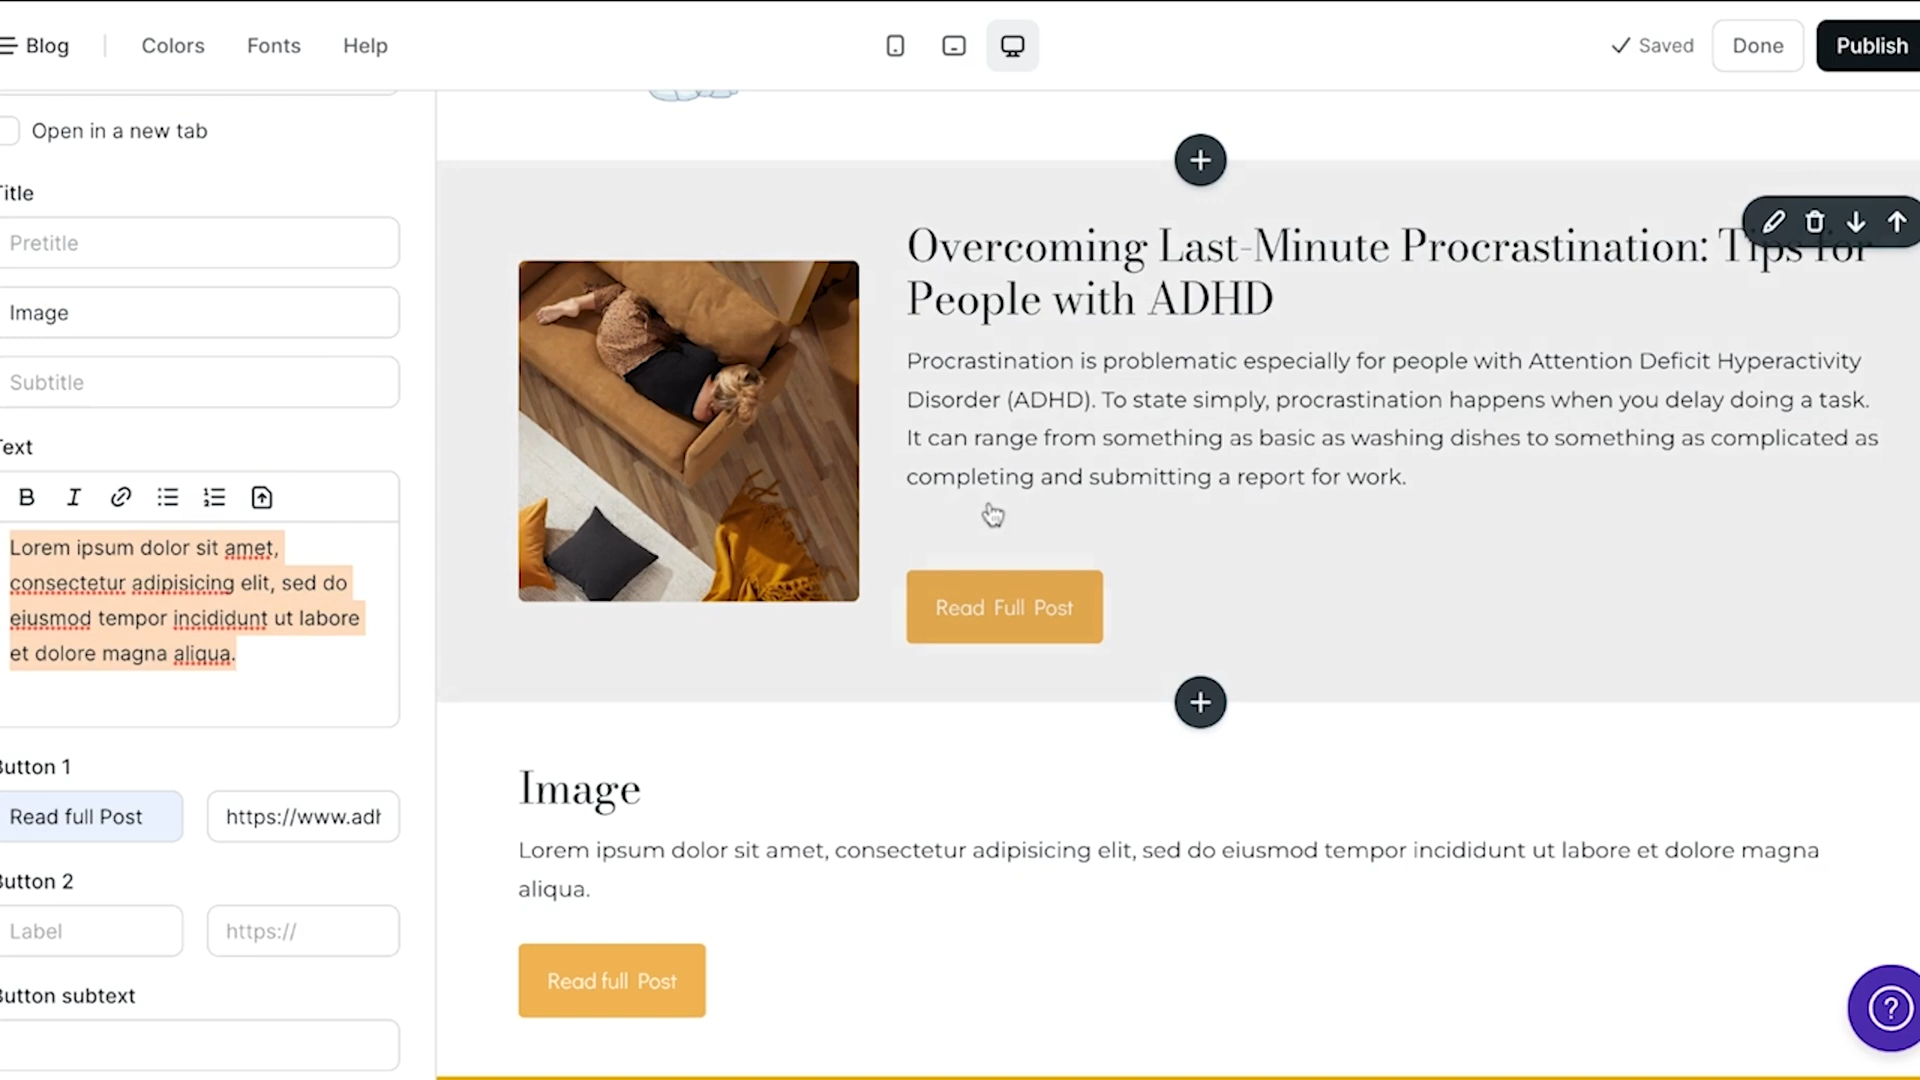 Blog
Colors
Fonts
Help
Saved
Done
Publish
Open in a new tab
Title
Pretitle
Image
Subtitle
Text
Lorem ipsum dolor sit amet,
consectetur adipisicing elit, sed do
eiusmod tempor incididunt ut labore
et dolore magna aliqua.
Button 1
Read full Post
https://www.adh
Button 2
Label
https://
Button subtext
Overcoming Last-Minute Procrastination: Tips for
People with ADHD
Procrastination is problematic especially for people with Attention Deficit Hyperactivity
Disorder (ADHD). To state simply, procrastination happens when you delay doing a task.
It can range from something as basic as washing dishes to something as complicated as
completing and submitting a report for work.
Read Full Post
Image
Lorem ipsum dolor sit amet, consectetur adipisicing elit, sed do eiusmod tempor incididunt ut labore et dolore magna
aliqua.
Read full Post